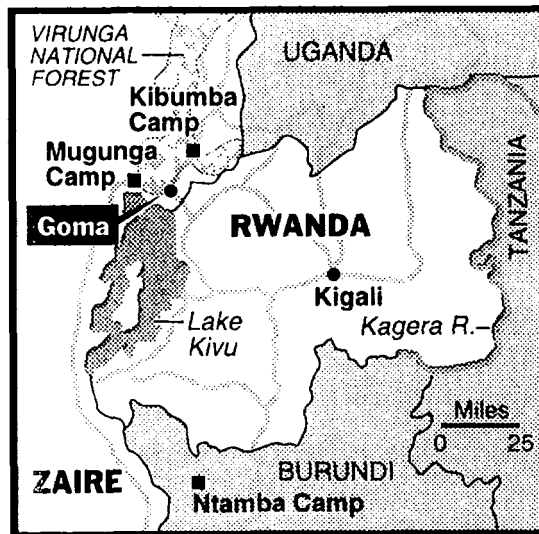 VIRUNGA
NATIONAL
FOREST
UGANDA
Kibumba
Camp
Mugunga
Camp
TANZANIA
Goma
RWANDA
Kigali
Lake
Kivu
Kagera R.
Miles
0 25
ZAIRE
BURUNDI
Ntamba Camp